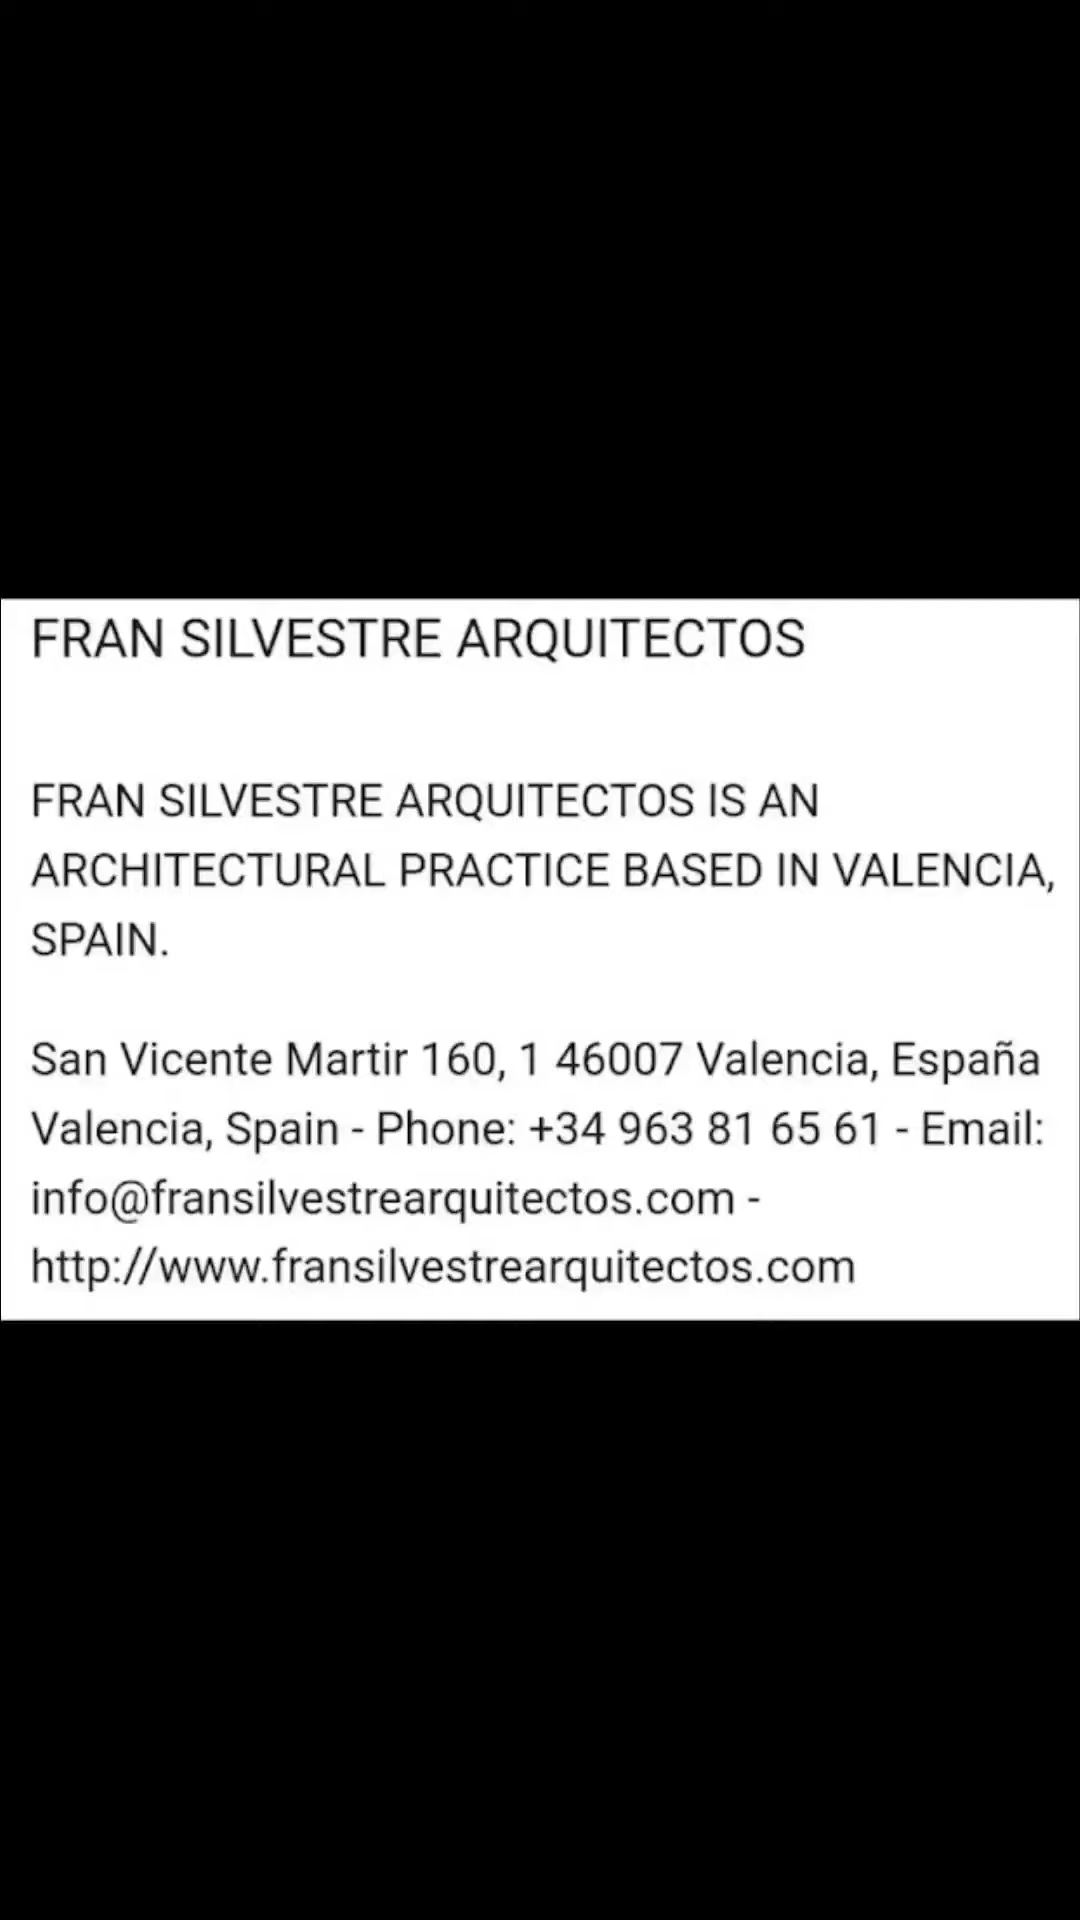 FRAN SILVESTRE ARQUITECTOS
FRAN SILVESTRE ARQUITECTOS IS AN
ARCHITECTURAL PRACTICE BASED IN VALENCIA,
SPAIN.
San Vicente Martir 160, 1 46007 Valencia, España
Valencia, Spain - Phone: +34 963 81 65 61 - Email:
info@fransilvestrearquitectos.com -
http://www.fransilvestrearquitectos.com